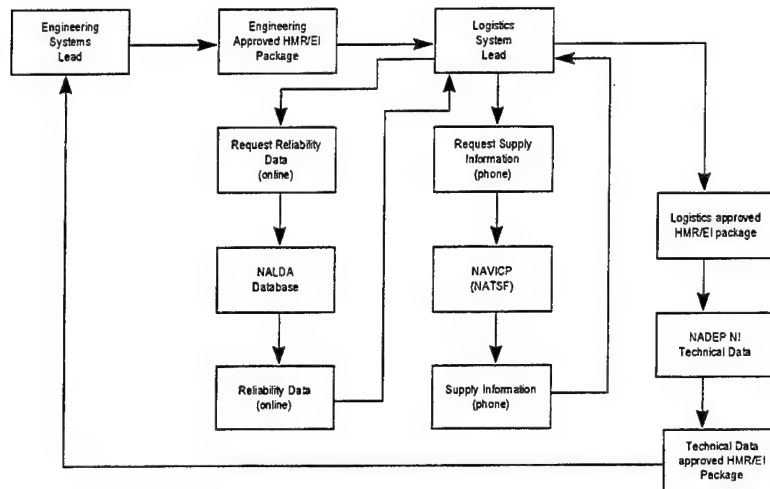 Engineering
Systems
Lead
Engineering
Approved HMR/EI
Package
Logistics
System
Lead
Request Reliability
Data
(online)
Request Supply
Information
(phone)
Logistics approved
HMR/EI package
NALDA
Database
NAVICP
(NATSF)
NADEP NI
Technical Data
Reliability Data
(online)
Supply Information
(phone)
Technical Data
approved HMR/EI
Package